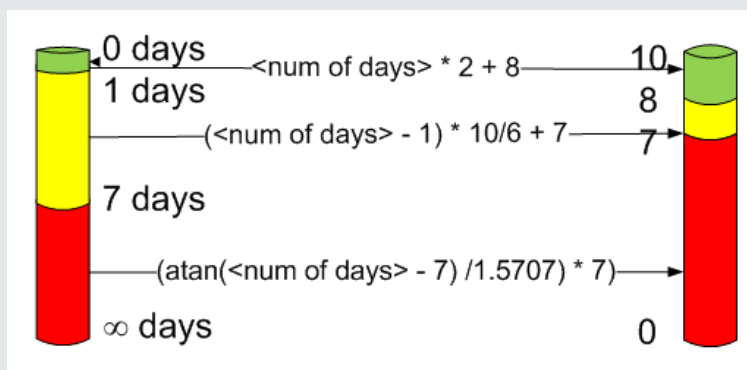 0 days
<num of days> * 2 + 8
10
1 days
8
(<num of days> - 1) * 10/6 + 7
7
7 days
(atan(<num of days> - 7) /1.5707) * 7)
∞ days
0